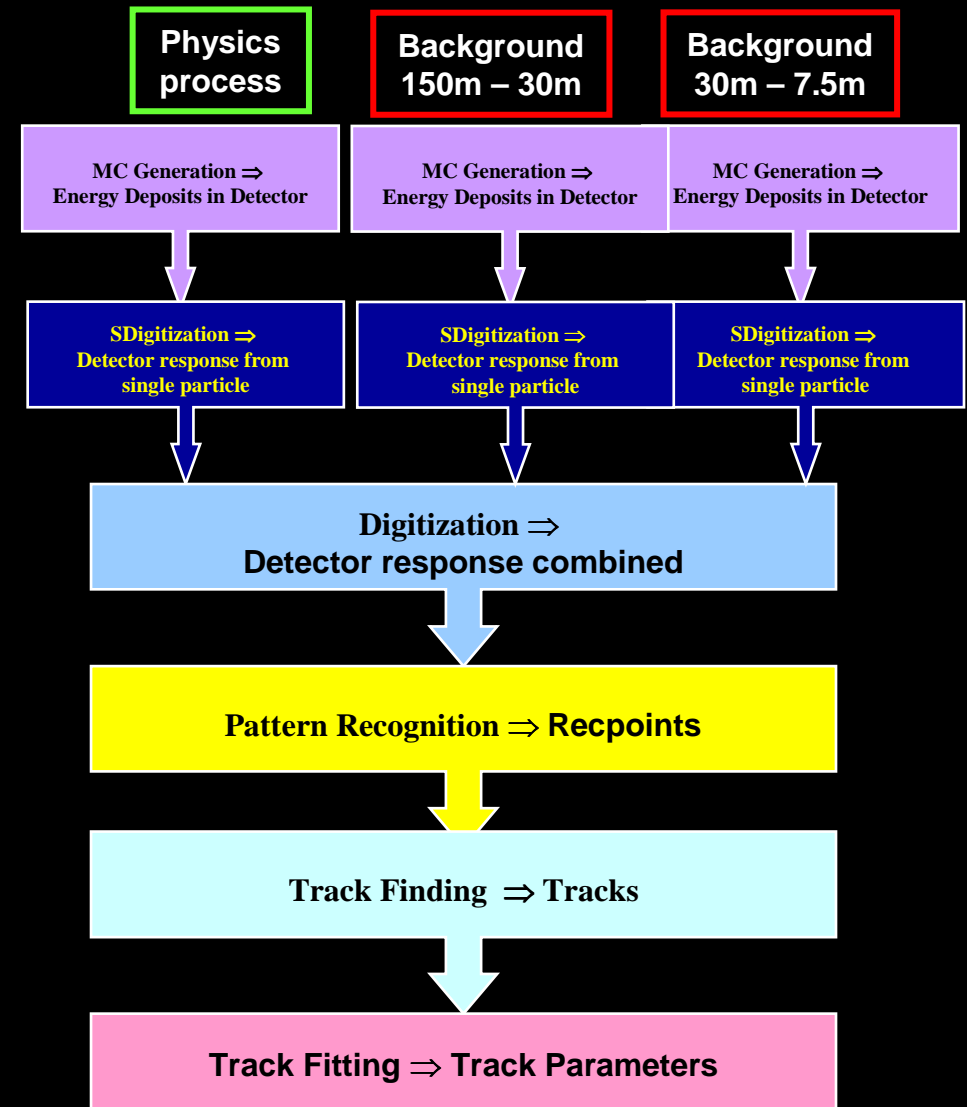 Physics
process
Background
150m – 30m
Background
30m – 7.5m
MC Generation ⇒
Energy Deposits in Detector
MC Generation ⇒
Energy Deposits in Detector
MC Generation ⇒
Energy Deposits in Detector
SDigitization ⇒
Detector response from
single particle
SDigitization ⇒
Detector response from
single particle
SDigitization ⇒
Detector response from
single particle
Digitization ⇒
Detector response combined
Pattern Recognition ⇒ Recpoints
Track Finding ⇒ Tracks
Track Fitting ⇒ Track Parameters